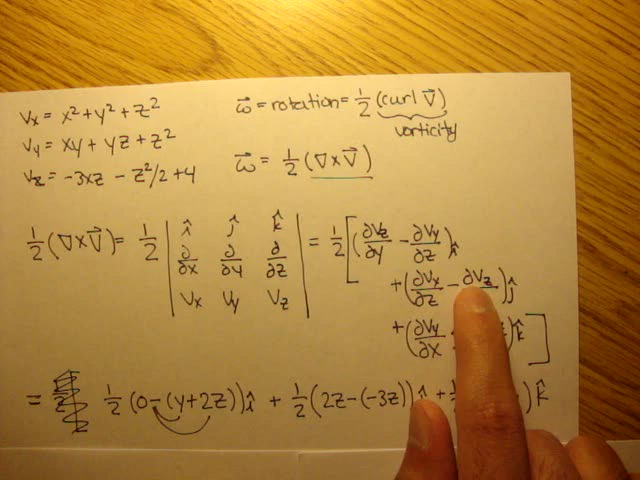 Vx = x² + y² + z²
Vy = xy + yz + z²
Vz = -3xz - z²/2 + 4
ω⃗ = rotation = 1/2 (curl V⃗)
vorticity
ω⃗ = 1/2 (∇ x V⃗)
1/2 (∇ x V⃗) = 1/2 | î ĵ k̂ | = 1/2 [ (∂Vz/∂y - ∂Vy/∂z) î
∂/∂x ∂/∂y ∂/∂z
Vx Vy Vz
+ (∂Vx/∂z - ∂Vz ) ĵ
+ (∂Vy/∂x ) k̂ ]
= 1/2 (0 - (y + 2z)) î + 1/2 (2z - (-3z)) ĵ + ) k̂